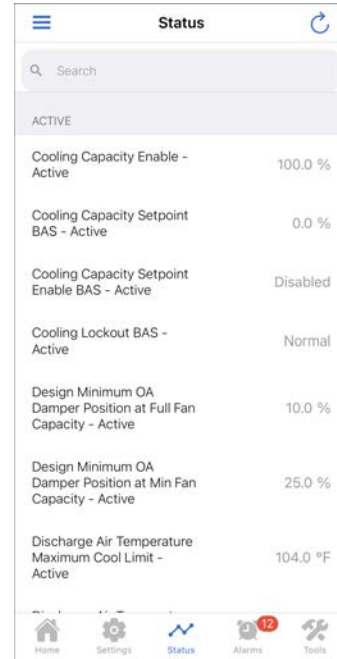 Status
Search
ACTIVE
Cooling Capacity Enable -
Active
100.0 %
Cooling Capacity Setpoint
BAS - Active
0.0 %
Cooling Capacity Setpoint
Enable BAS - Active
Disabled
Cooling Lockout BAS -
Active
Normal
Design Minimum OA
Damper Position at Full Fan
Capacity - Active
10.0 %
Design Minimum OA
Damper Position at Min Fan
Capacity - Active
25.0 %
Discharge Air Temperature
Maximum Cool Limit -
Active
104.0 °F
12
Home
Settings
Status
Alarms
Tools